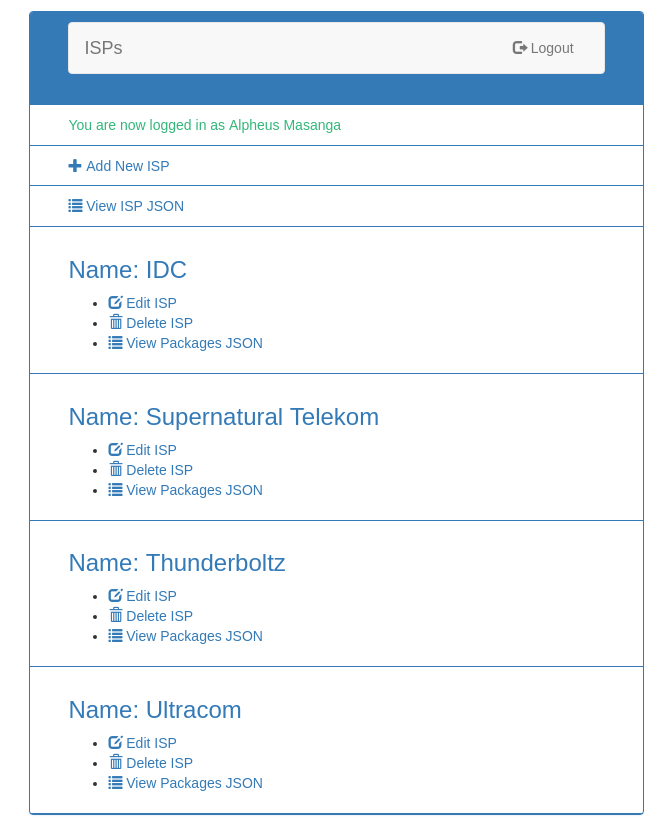 ISPs
Logout
You are now logged in as Alpheus Masanga
Add New ISP
View ISP JSON
Name: IDC
Edit ISP
Delete ISP
View Packages JSON
Name: Supernatural Telekom
Edit ISP
Delete ISP
View Packages JSON
Name: Thunderboltz
Edit ISP
Delete ISP
View Packages JSON
Name: Ultracom
Edit ISP
Delete ISP
View Packages JSON